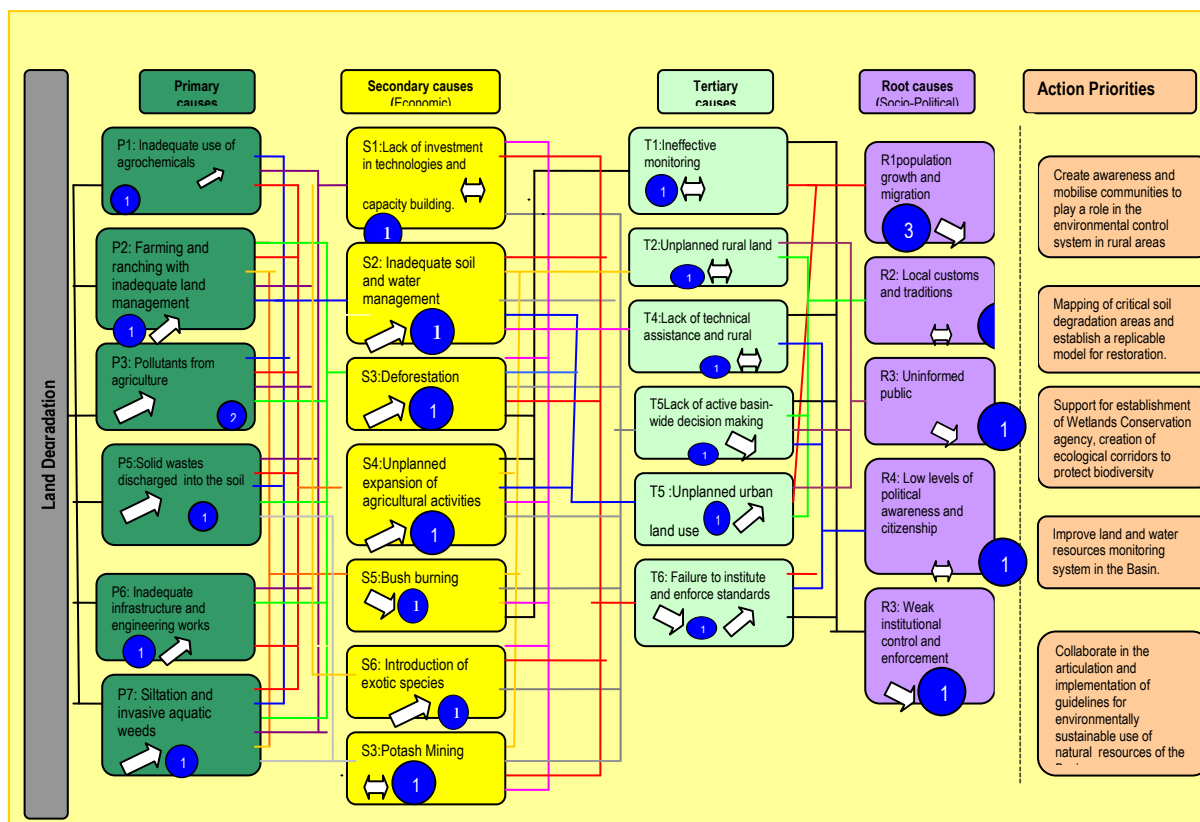 Land Degradation
Primary
causes
P1: Inadequate use of
agrochemicals
1
P2: Farming and
ranching with
inadequate land
management
1
P3: Pollutants from
agriculture
2
P5:Solid wastes
discharged into the soil
1
P6: Inadequate
infrastructure and
engineering works
1
P7: Siltation and
invasive aquatic
weeds
1
Secondary causes
(Economic)
S1:Lack of investment
in technologies and
capacity building.
1
S2: Inadequate soil
and water
management
1
S3:Deforestation
1
S4:Unplanned
expansion of
agricultural activities
1
S5:Bush burning
1
S6: Introduction of
exotic species
1
S3:Potash Mining
1
Tertiary
causes
T1:Ineffective
monitoring
1
T2:Unplanned rural land
1
T4:Lack of technical
assistance and rural
1
T5Lack of active basin-
wide decision making
1
T5 :Unplanned urban
land use
1
T6: Failure to institute
and enforce standards
1
Root causes
(Socio-Political)
R1population
growth and
migration
3
R2: Local customs
and traditions
R3: Uninformed
public
1
R4: Low levels of
political
awareness and
citizenship
1
R3: Weak
institutional
control and
enforcement
1
Action Priorities
Create awareness and
mobilise communities to
play a role in the
environmental control
system in rural areas
Mapping of critical soil
degradation areas and
establish a replicable
model for restoration.
Support for establishment
of Wetlands Conservation
agency, creation of
ecological corridors to
protect biodiversity
Improve land and water
resources monitoring
system in the Basin.
Collaborate in the
articulation and
implementation of
guidelines for
environmentally
sustainable use of
natural resources of the